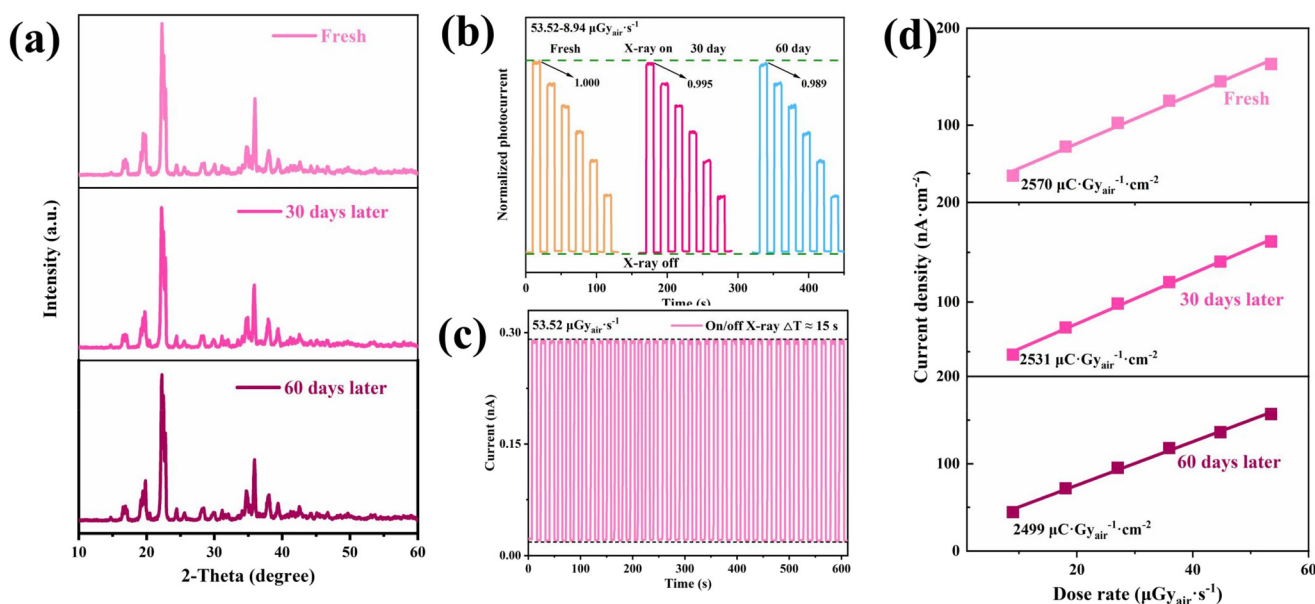 (a)
Fresh
30 days later
60 days later
Intensity (a.u.)
10 20 30 40 50 60
2-Theta (degree)
(b)
53.52-8.94 μGyair·s-1
Fresh X-ray on 30 day 60 day
1.000 0.995 0.989
Normalized photocurrent
X-ray off
0 100 200 300 400
Time (s)
(c)
53.52 μGyair·s-1
On/off X-ray △T ≈ 15 s
0.30
0.15
0.00
Current (nA)
0 100 200 300 400 500 600
Time (s)
(d)
200
Fresh
100
2570 μC·Gyair-1·cm-2
200
30 days later
100
2531 μC·Gyair-1·cm-2
200
60 days later
100
2499 μC·Gyair-1·cm-2
0
Current density (nA·cm-2)
20 40 60
Dose rate (μGyair·s-1)